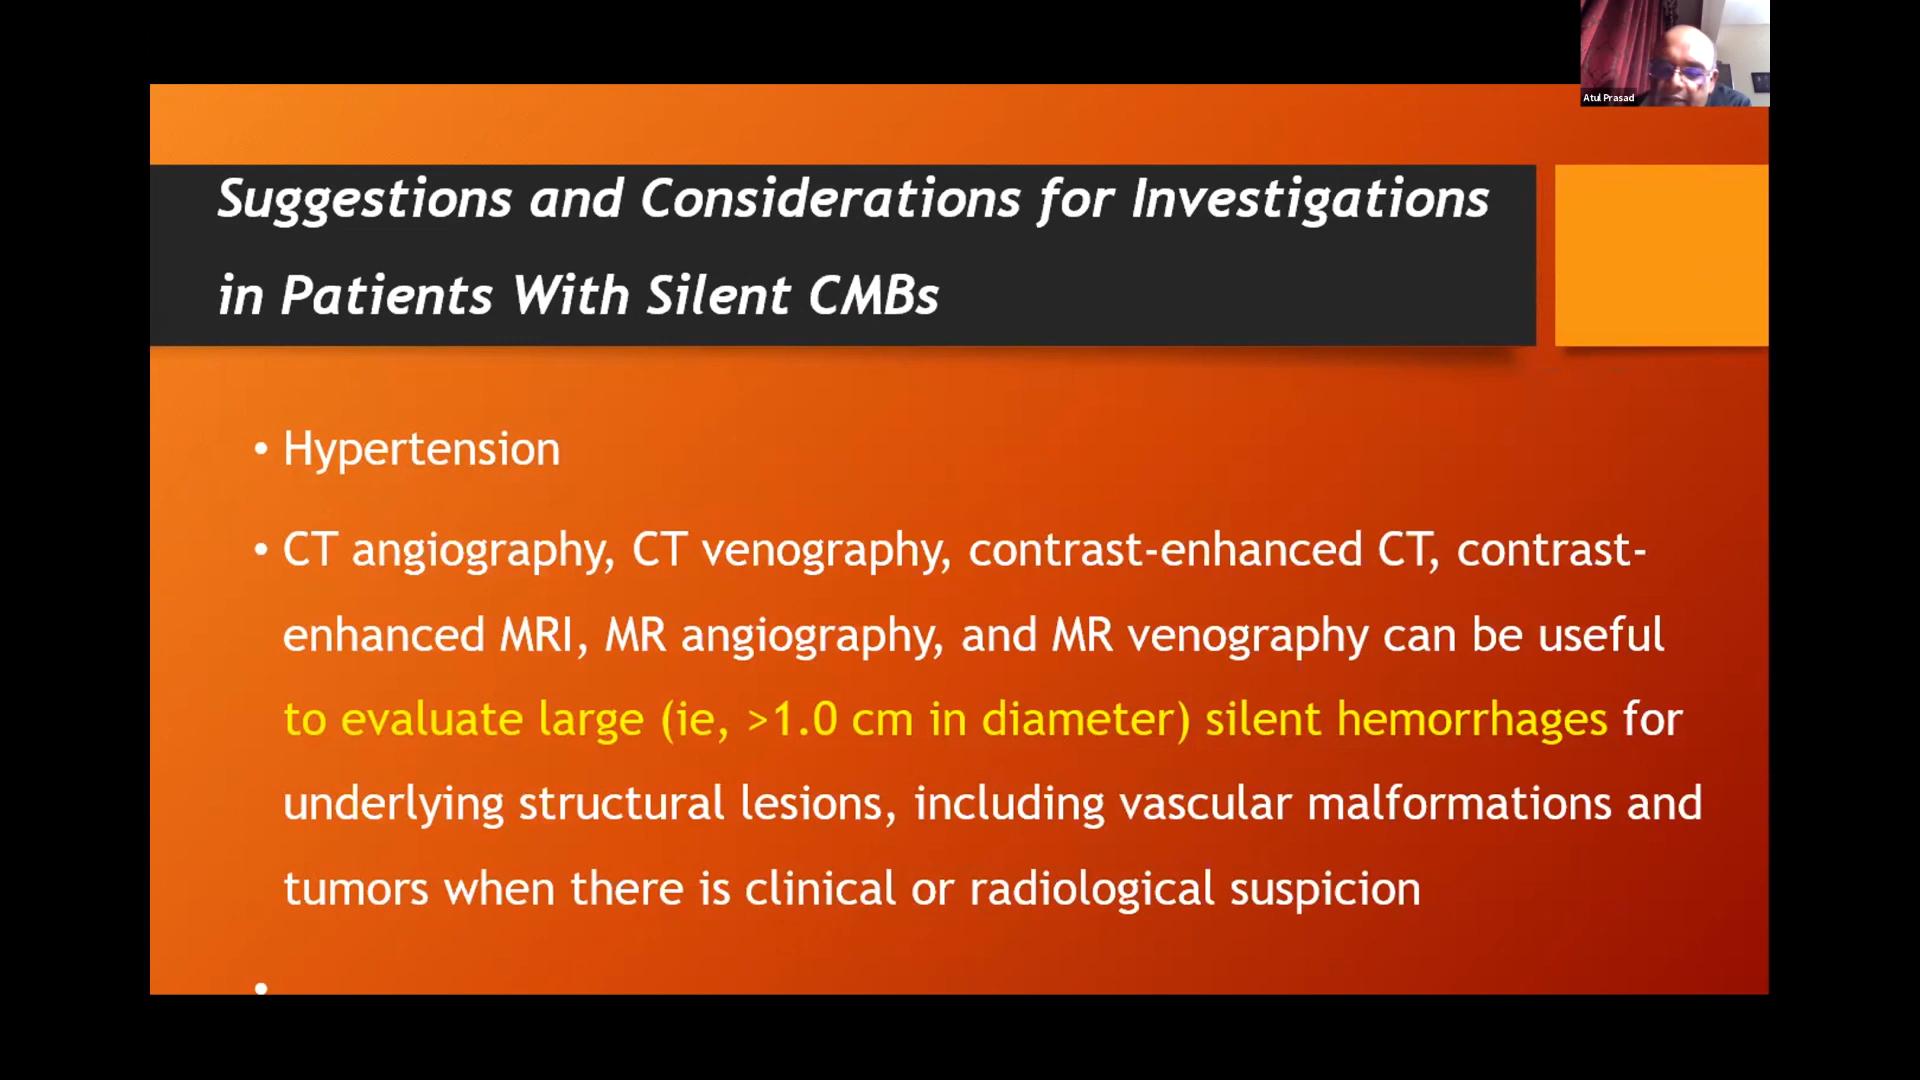 Atul Prasad
Suggestions and Considerations for Investigations
in Patients With Silent CMBs
• Hypertension
• CT angiography, CT venography, contrast-enhanced CT, contrast-
enhanced MRI, MR angiography, and MR venography can be useful
to evaluate large (ie, >1.0 cm in diameter) silent hemorrhages for
underlying structural lesions, including vascular malformations and
tumors when there is clinical or radiological suspicion
•